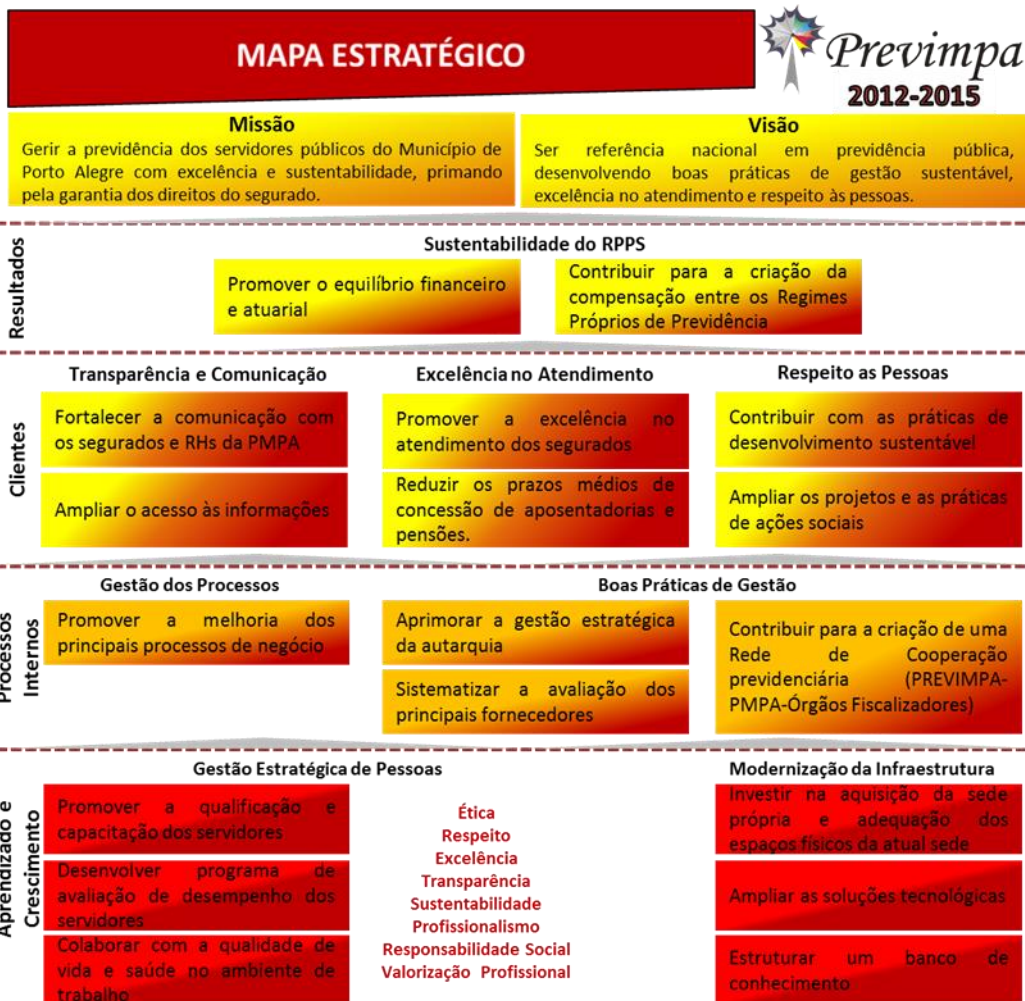 MAPA ESTRATÉGICO
Previmpa
2012-2015
Missão
Gerir a previdência dos servidores públicos do Município de
Porto Alegre com excelência e sustentabilidade, primando
pela garantia dos direitos do segurado.
Visão
Ser referência nacional em previdência pública,
desenvolvendo boas práticas de gestão sustentável,
excelência no atendimento e respeito às pessoas.
Resultados
Sustentabilidade do RPPS
Promover o equilíbrio financeiro
e atuarial
Contribuir para a criação da
compensação entre os Regimes
Próprios de Previdência
Clientes
Transparência e Comunicação
Fortalecer a comunicação com
os segurados e RHs da PMPA
Ampliar o acesso às informações
Excelência no Atendimento
Promover a excelência no
atendimento dos segurados
Reduzir os prazos médios de
concessão de aposentadorias e
pensões.
Respeito as Pessoas
Contribuir com as práticas de
desenvolvimento sustentável
Ampliar os projetos e as práticas
de ações sociais
Processos
Internos
Gestão dos Processos
Promover a melhoria dos
principais processos de negócio
Boas Práticas de Gestão
Aprimorar a gestão estratégica
da autarquia
Sistematizar a avaliação dos
principais fornecedores
Contribuir para a criação de uma
Rede de Cooperação
previdenciária (PREVIMPA-
PMPA-Órgãos Fiscalizadores)
Aprendizado e
Crescimento
Gestão Estratégica de Pessoas
Promover a qualificação e
capacitação dos servidores
Desenvolver programa de
avaliação de desempenho dos
servidores
Colaborar com a qualidade de
vida e saúde no ambiente de
trabalho
Ética
Respeito
Excelência
Transparência
Sustentabilidade
Profissionalismo
Responsabilidade Social
Valorização Profissional
Modernização da Infraestrutura
Investir na aquisição da sede
própria e adequação dos
espaços físicos da atual sede
Ampliar as soluções tecnológicas
Estruturar um banco de
conhecimento